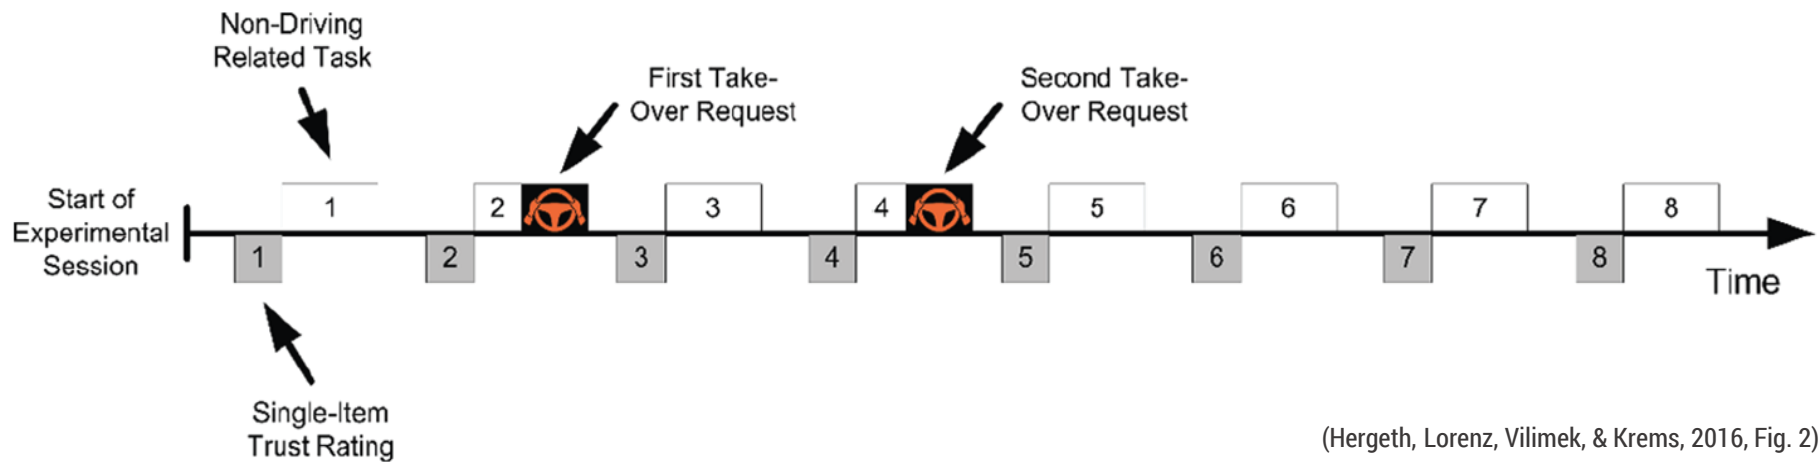 Non-Driving
Related Task
First Take-
Over Request
Second Take-
Over Request
Start of
Experimental
Session
1 2 3 4 5 6 7 8
1 2 3 4 5 6 7 8
Time
Single-Item
Trust Rating
(Hergeth, Lorenz, Vilimek, & Krems, 2016, Fig. 2)